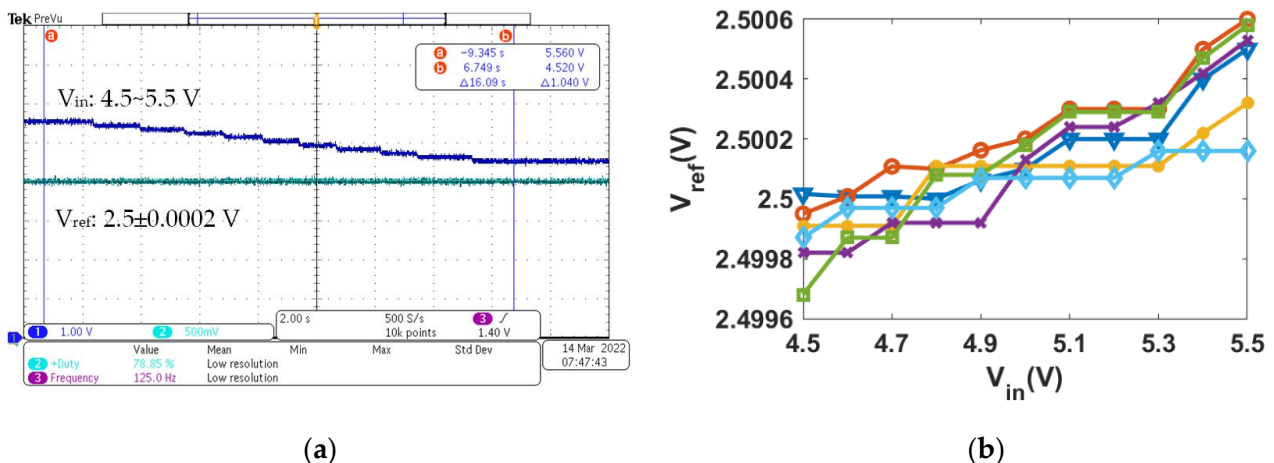 Tek PreVu
T
a
b
a -9.345 s 5.560 V
b 6.749 s 4.520 V
Δ16.09 s Δ1.040 V
Vin: 4.5~5.5 V
Vref: 2.5±0.0002 V
1
1 1.00 V 2 500mV
2.00 s 500 S/s 3
10k points 1.40 V
Value Mean Min Max Std Dev
2 +Duty 78.85 % Low resolution
3 Frequency 125.0 Hz Low resolution
14 Mar 2022
07:47:43
(a)
2.5006
2.5004
2.5002
2.5
2.4998
2.4996
Vref(V)
4.5 4.7 4.9 5.1 5.3 5.5
Vin(V)
(b)